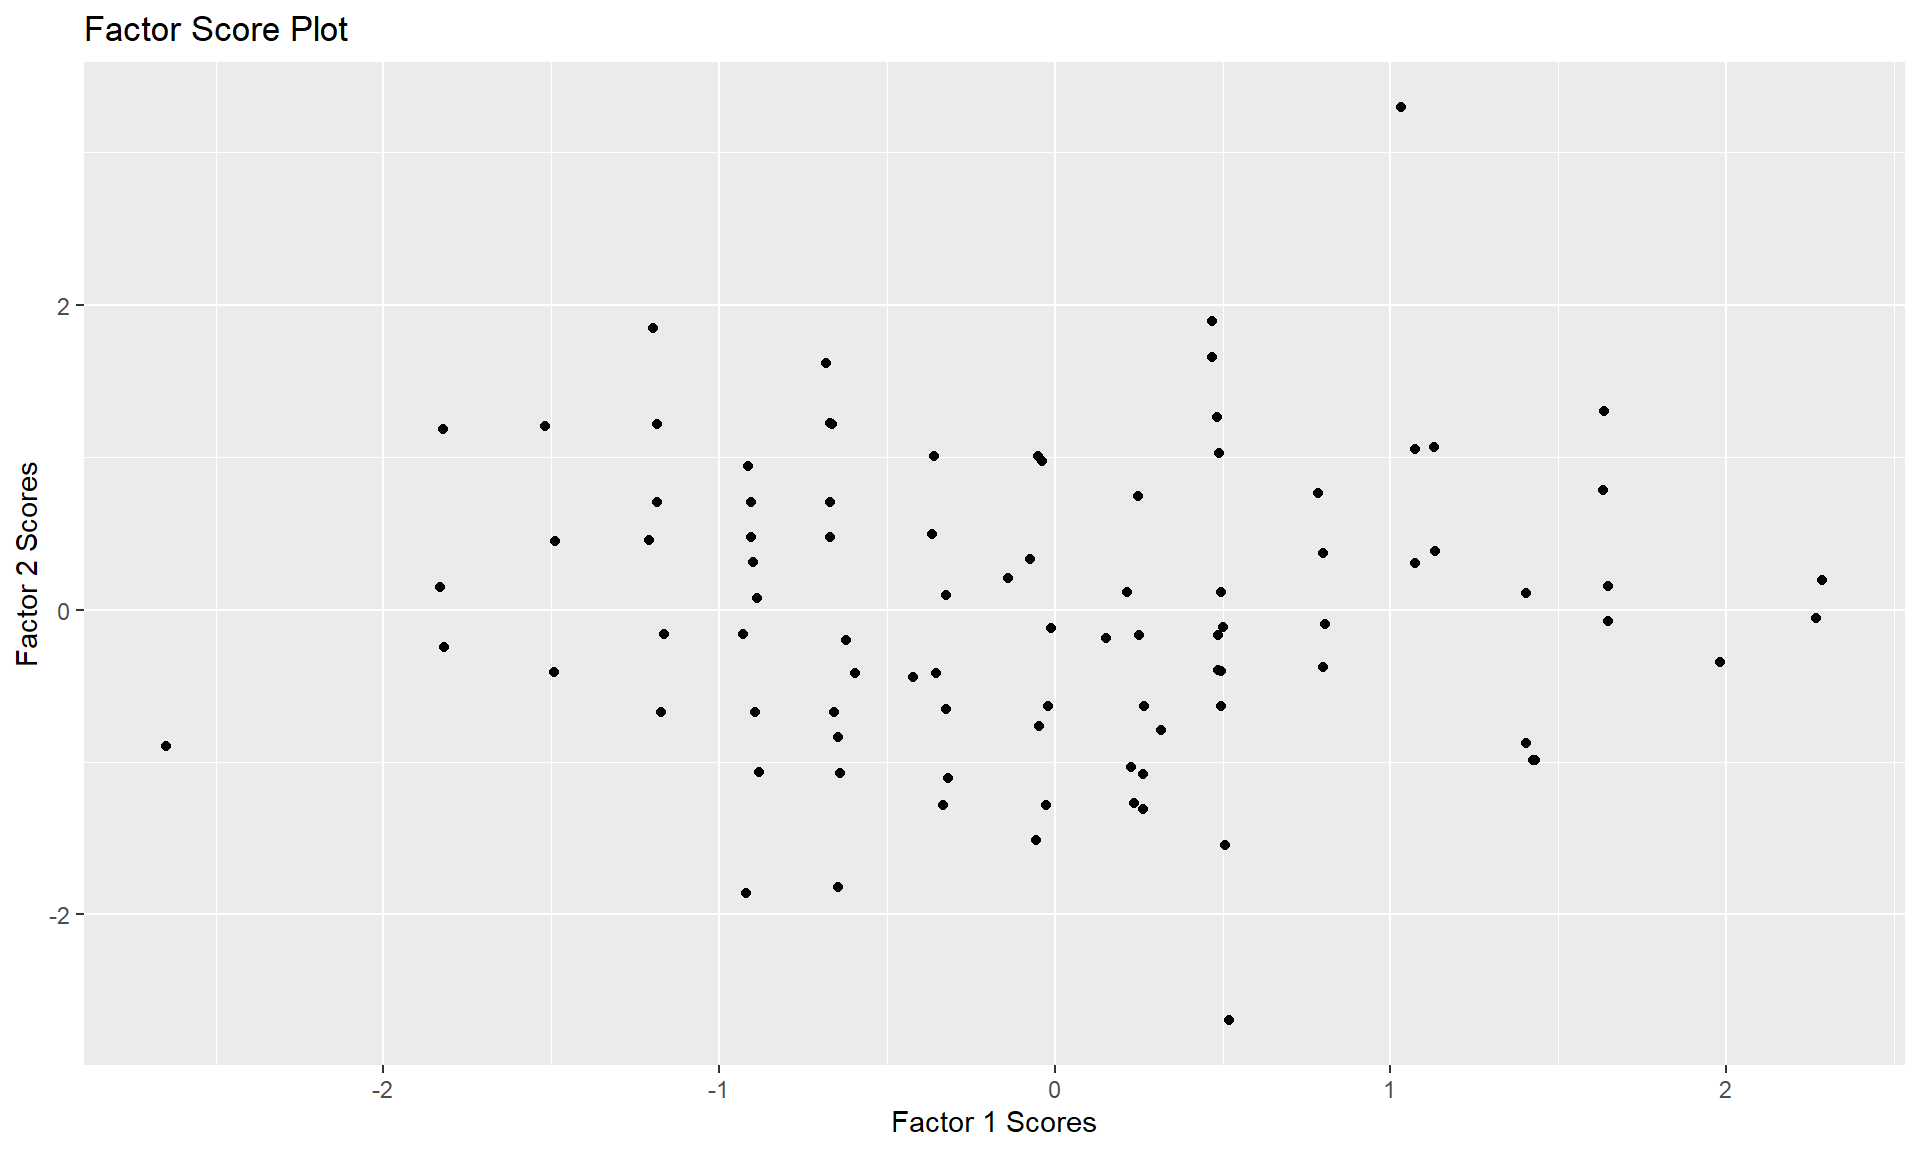 Factor Score Plot
2
0
-2
Factor 2 Scores
-2 -1 0 1 2
Factor 1 Scores